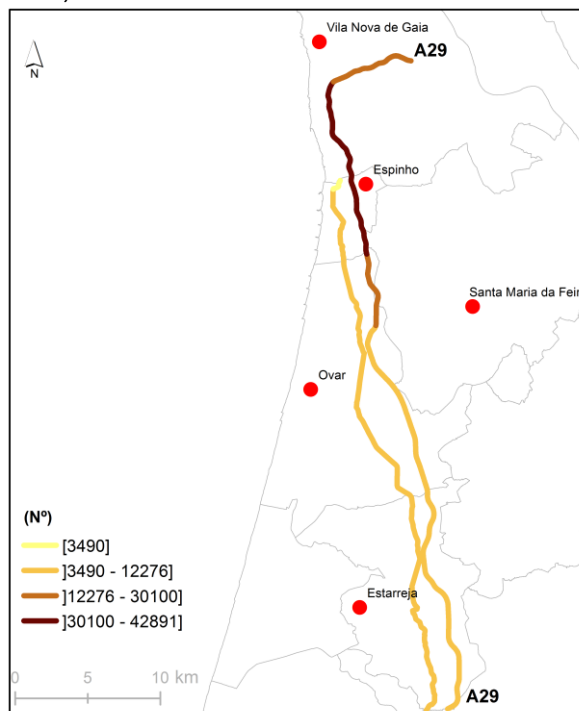 Vila Nova de Gaia
A29
N
Espinho
Santa Maria da Feir
Ovar
(Nº)
]3490]
]3490 - 12276]
]12276 - 30100]
]30100 - 42891]
Estarreja
0 5 10 km
A29